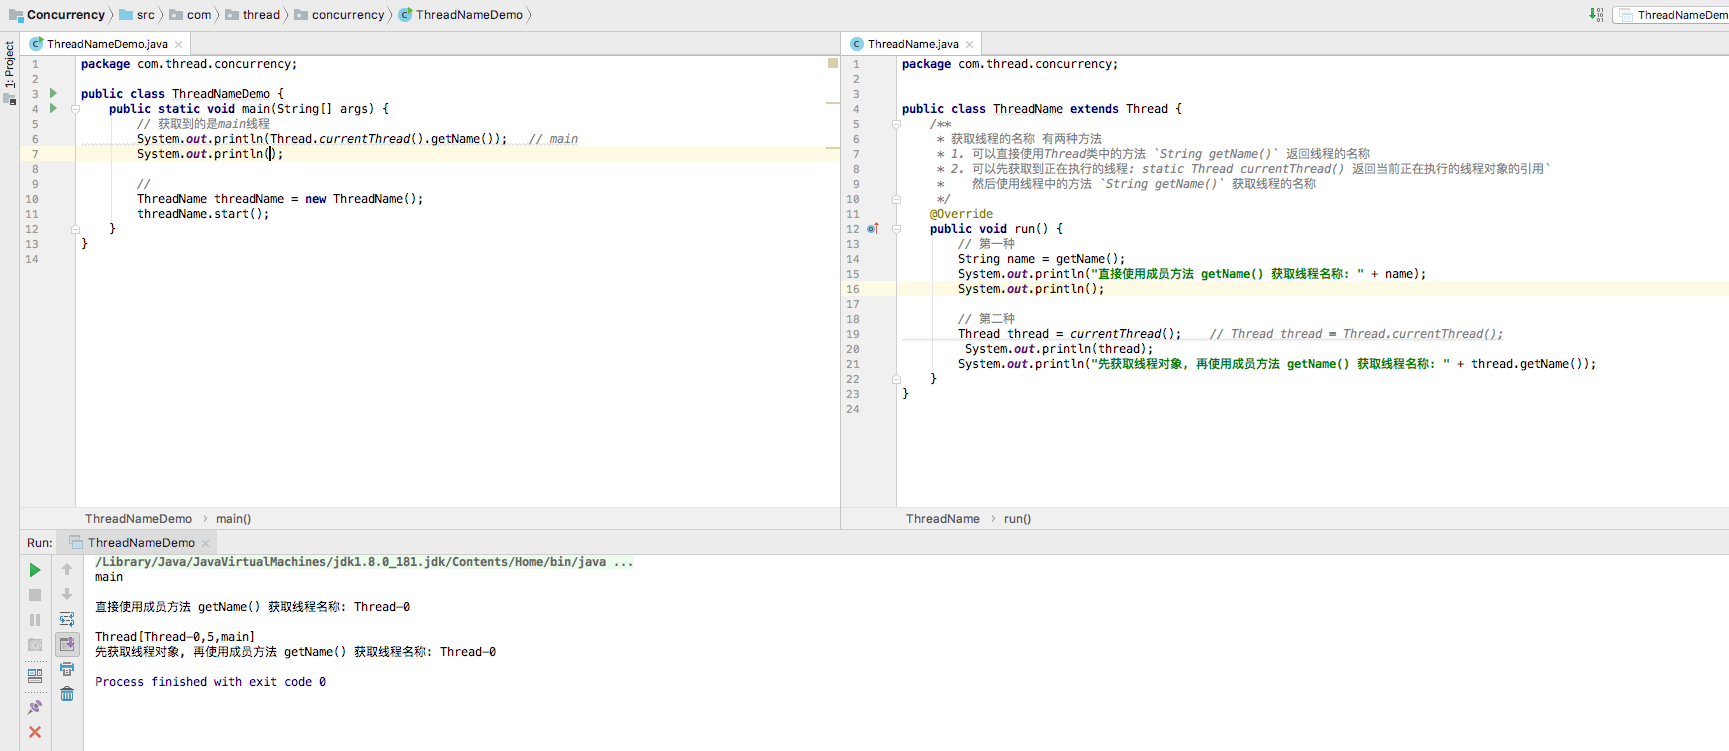 Concurrency src com thread concurrency ThreadNameDemo
ThreadNameDem
1: Project
ThreadNameDemo.java
1 package com.thread.concurrency;
2
3 public class ThreadNameDemo {
4 public static void main(String[] args) {
5 // 获取到的是main线程
6 System.out.println(Thread.currentThread().getName()); // main
7 System.out.println();
8
9 //
10 ThreadName threadName = new ThreadName();
11 threadName.start();
12 }
13 }
14
ThreadNameDemo › main()
ThreadName.java
1 package com.thread.concurrency;
2
3
4 public class ThreadName extends Thread {
5 /**
6 * 获取线程的名称 有两种方法
7 * 1. 可以直接使用Thread类中的方法 `String getName()` 返回线程的名称
8 * 2. 可以先获取到正在执行的线程: static Thread currentThread() 返回当前正在执行的线程对象的引用`
9 * 然后使用线程中的方法 `String getName()` 获取线程的名称
10 */
11 @Override
12 public void run() {
13 // 第一种
14 String name = getName();
15 System.out.println("直接使用成员方法 getName() 获取线程名称: " + name);
16 System.out.println();
17
18 // 第二种
19 Thread thread = currentThread(); // Thread thread = Thread.currentThread();
20 System.out.println(thread);
21 System.out.println("先获取线程对象, 再使用成员方法 getName() 获取线程名称: " + thread.getName());
22 }
23 }
24
ThreadName › run()
Run: ThreadNameDemo
/Library/Java/JavaVirtualMachines/jdk1.8.0_181.jdk/Contents/Home/bin/java ...
main
直接使用成员方法 getName() 获取线程名称: Thread-0
Thread[Thread-0,5,main]
先获取线程对象, 再使用成员方法 getName() 获取线程名称: Thread-0
Process finished with exit code 0